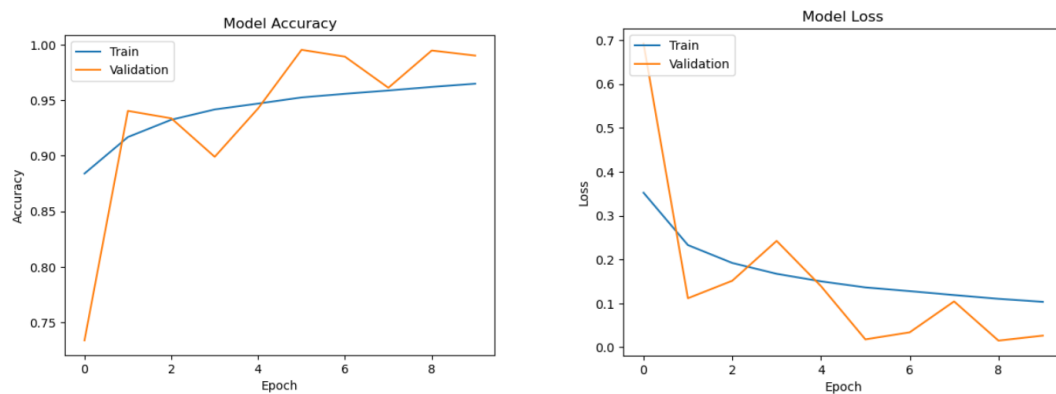 Model Accuracy
Train
Validation
1.00
0.95
0.90
0.85
0.80
0.75
Accuracy
0 2 4 6 8
Epoch
Model Loss
Train
Validation
0.7
0.6
0.5
0.4
0.3
0.2
0.1
0.0
Loss
0 2 4 6 8
Epoch